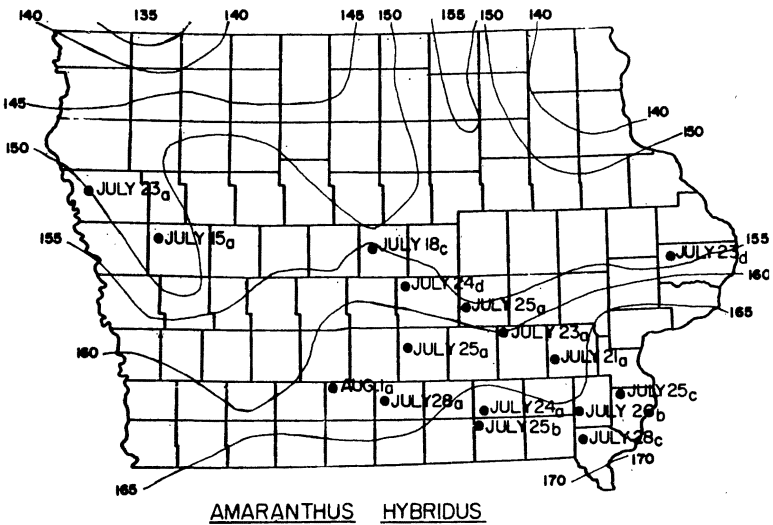 140 135 140 145 150 155 150 140
145
140
150
150
JULY 23a
JULY 15a
JULY 18c
155
JULY 23d
155
160
JULY 24d
JULY 25a
165
JULY 23a
160
JULY 25a
JULY 21a
AUG.1a
JULY 28a
JULY 25c
JULY 24a
JULY 26b
JULY 25b
JULY 28c
165
170
170
AMARANTHUS HYBRIDUS